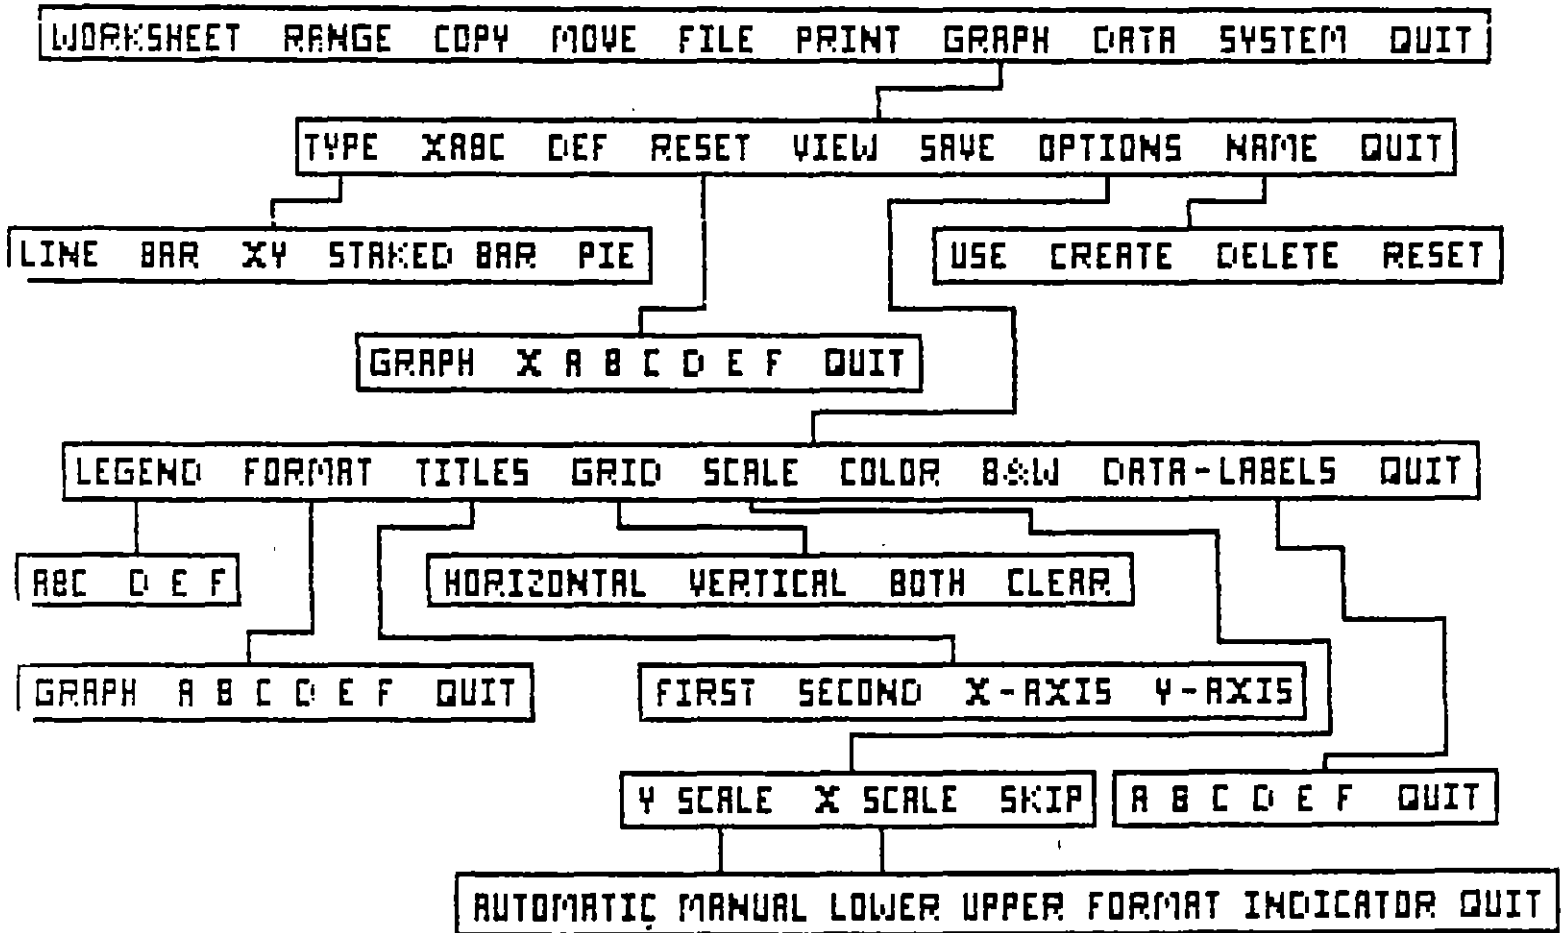 WORKSHEET RANGE COPY MOVE FILE PRINT GRAPH DATA SYSTEM QUIT
TYPE XABC DEF RESET VIEW SAVE OPTIONS NAME QUIT
LINE BAR XY STAKED BAR PIE
USE CREATE DELETE RESET
GRAPH X A B C D E F QUIT
LEGEND FORMAT TITLES GRID SCALE COLOR B&W DATA-LABELS QUIT
ABC D E F
HORIZONTAL VERTICAL BOTH CLEAR
GRAPH A B C D E F QUIT
FIRST SECOND X-AXIS Y-AXIS
Y SCALE X SCALE SKIP
A B C D E F QUIT
AUTOMATIC MANUAL LOWER UPPER FORMAT INDICATOR QUIT